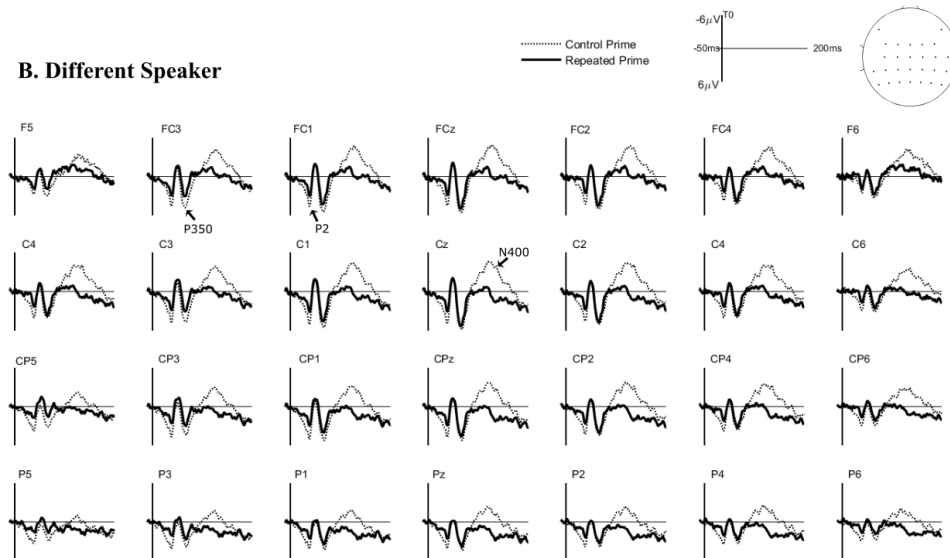 -6μV T0
-50ms 200ms
6μV
Control Prime
Repeated Prime
B. Different Speaker
F5 FC3 FC1 FCz FC2 FC4 F6
P350 P2
C4 C3 C1 Cz C2 C4 C6
N400
CP5 CP3 CP1 CPz CP2 CP4 CP6
P5 P3 P1 Pz P2 P4 P6